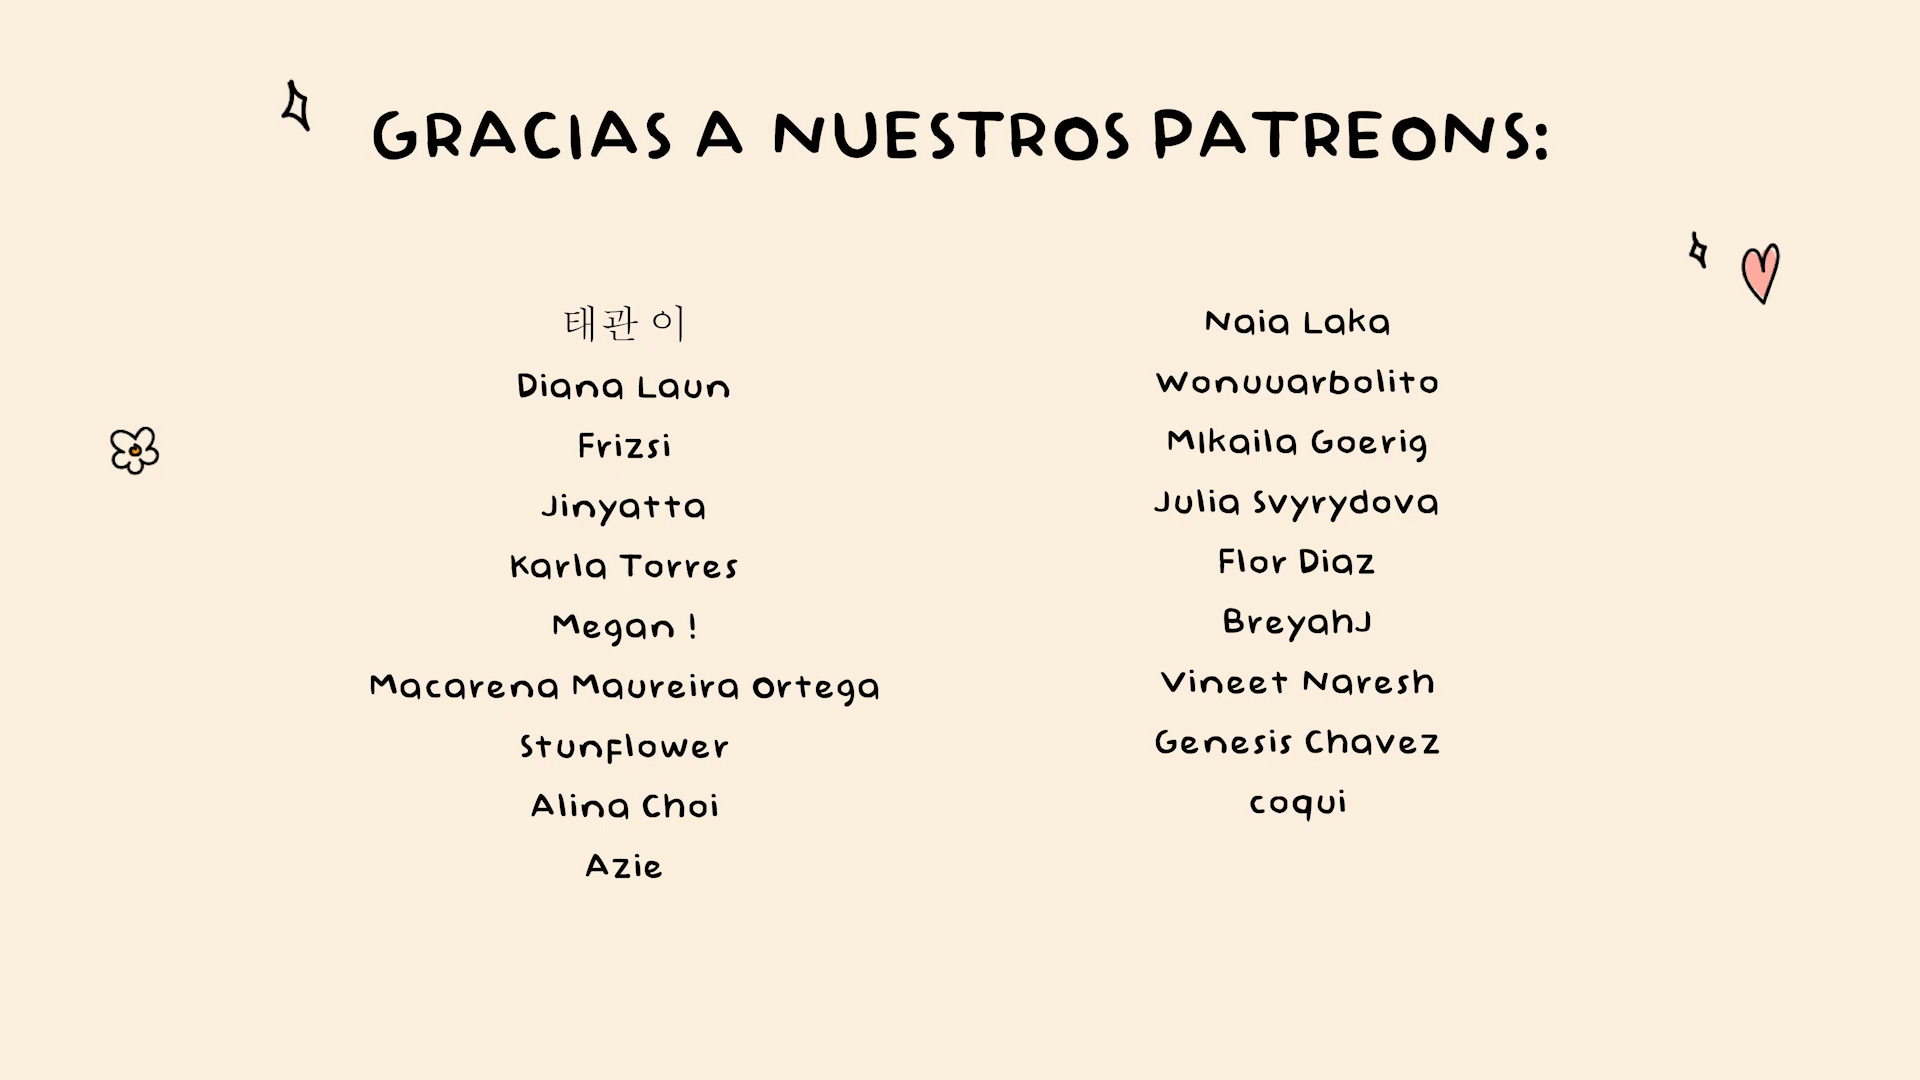 GRACIAS A NUESTROS PATREONS:
태관 이
Diana Laun
Frizsi
Jinyatta
Karla Torres
Megan !
Macarena Maureira Ortega
Stunflower
Alina Choi
Azie
Naia Laka
Wonuuarbolito
MIkaila Goerig
Julia Svyrydova
Flor Diaz
BreyahJ
Vineet Naresh
Genesis Chavez
coqui